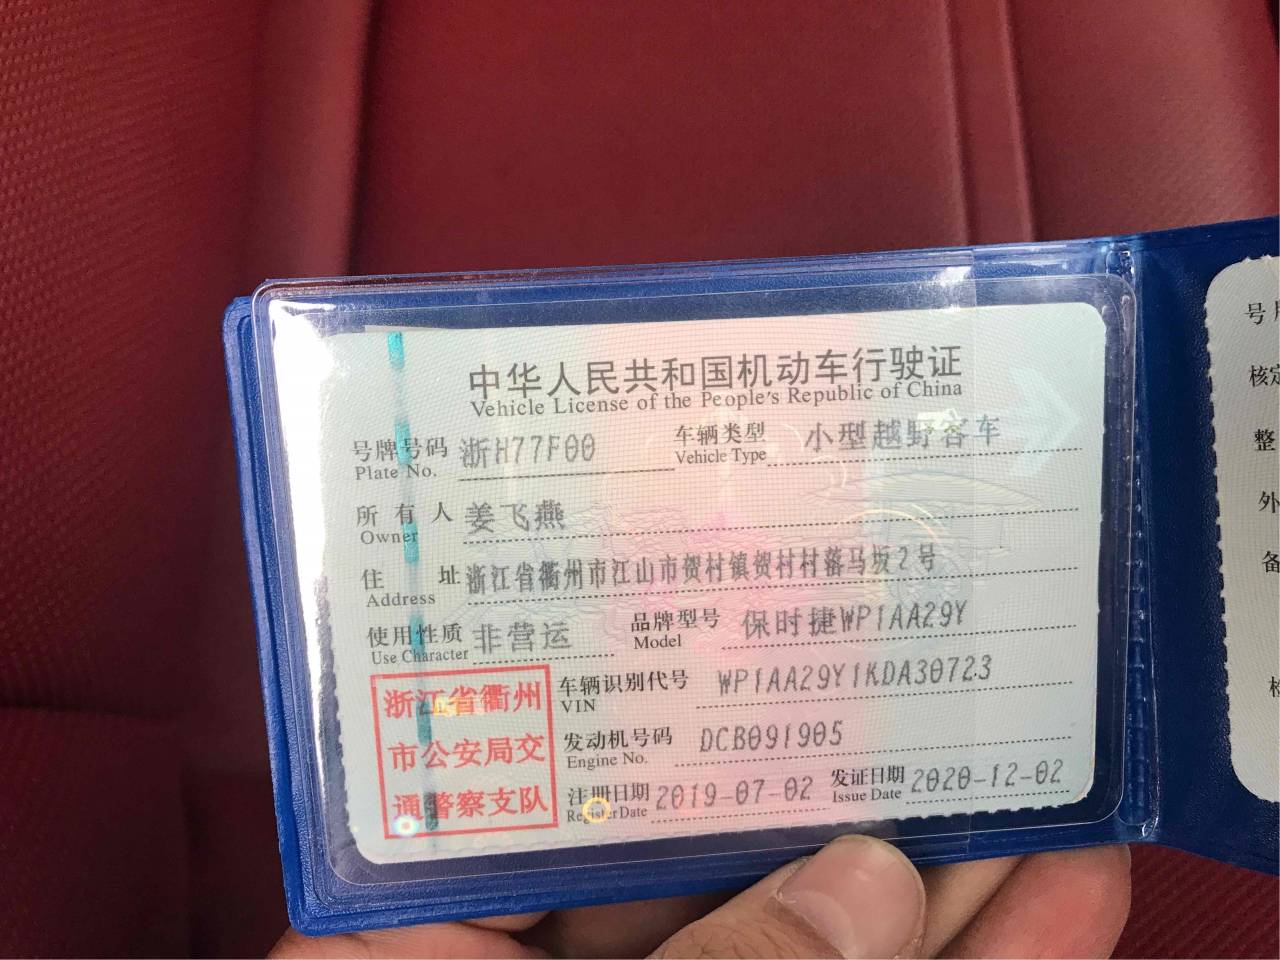 中华人民共和国机动车行驶证
Vehicle License of the People's Republic of China
号牌号码 浙H77F00 车辆类型 小型越野客车
Plate No. Vehicle Type
所有人 姜飞燕
Owner
住址 浙江省衢州市江山市贺村镇贺村村落马坂2号
Address
使用性质 非营运 品牌型号 保时捷WP1AA29Y
Use Character Model
浙江省衢州
市公安局交
通警察支队
车辆识别代号 WP1AA29Y1KDA30723
VIN
发动机号码 DCB091905
Engine No.
注册日期 2019-07-02 发证日期 2020-12-02
Register Date Issue Date
号
核定
整
外
备